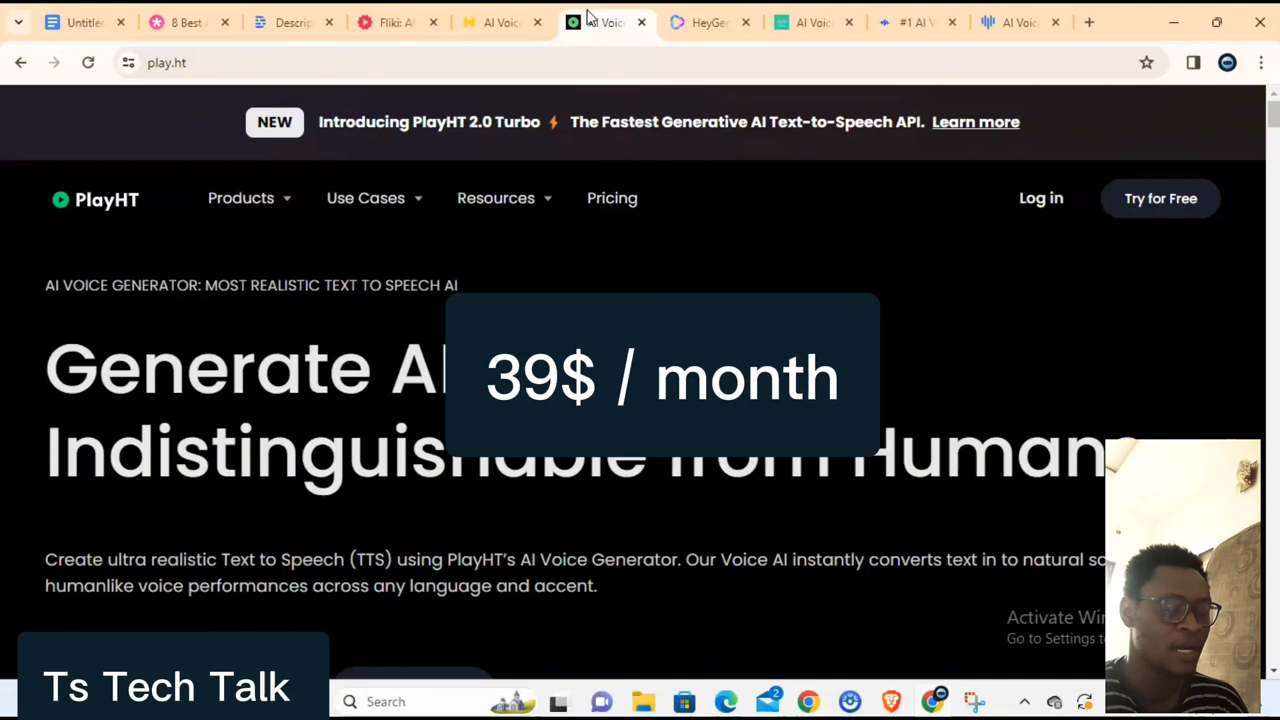 Untitle
8 Best
Descrip
Fliki: A
AI Voic
AI Voic
HeyGe
AI Voic
#1 AI V
AI Voic
play.ht
NEW Introducing PlayHT 2.0 Turbo ⚡ The Fastest Generative AI Text-to-Speech API. Learn more
PlayHT Products Use Cases Resources Pricing Log in Try for Free
AI VOICE GENERATOR: MOST REALISTIC TEXT TO SPEECH AI
Generate AI
39$ / month
Indistinguishable from Human
Create ultra realistic Text to Speech (TTS) using PlayHT's AI Voice Generator. Our Voice AI instantly converts text in to natural so
humanlike voice performances across any language and accent.
Activate Wi
Go to Settings t
Ts Tech Talk
Search
2